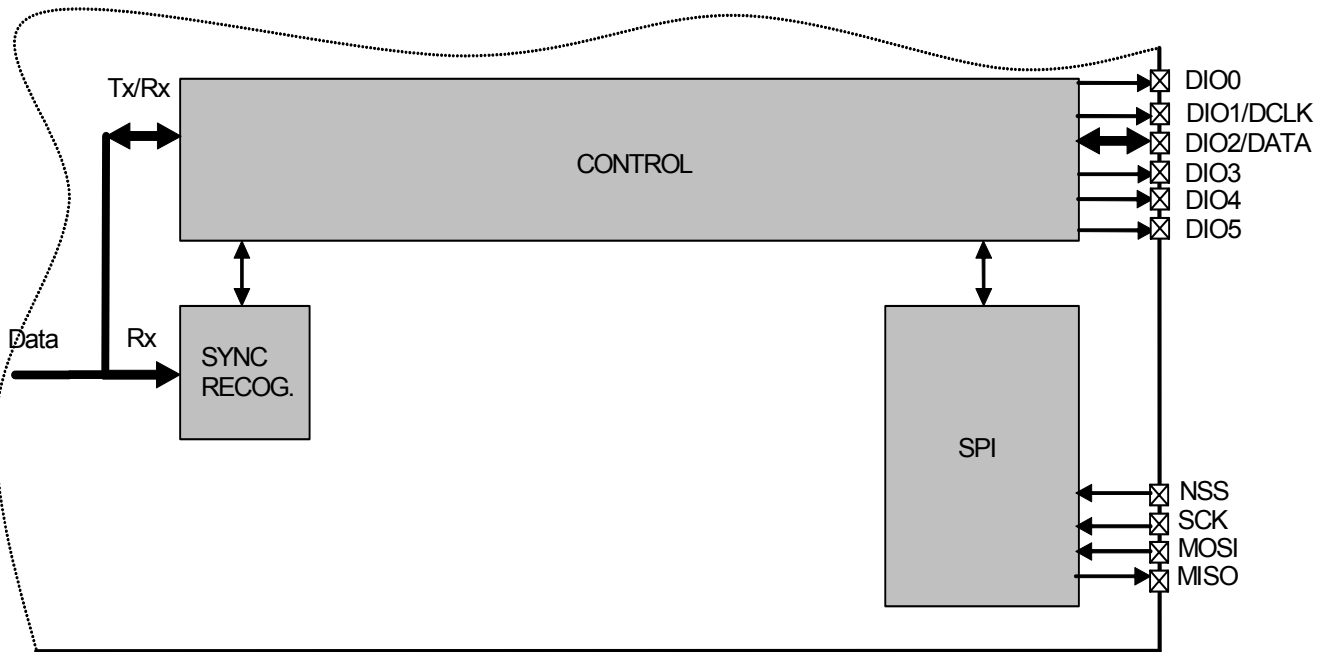 Tx/Rx
CONTROL
DIO0
DIO1/DCLK
DIO2/DATA
DIO3
DIO4
DIO5
Data
Rx
SYNC
RECOG.
SPI
NSS
SCK
MOSI
MISO